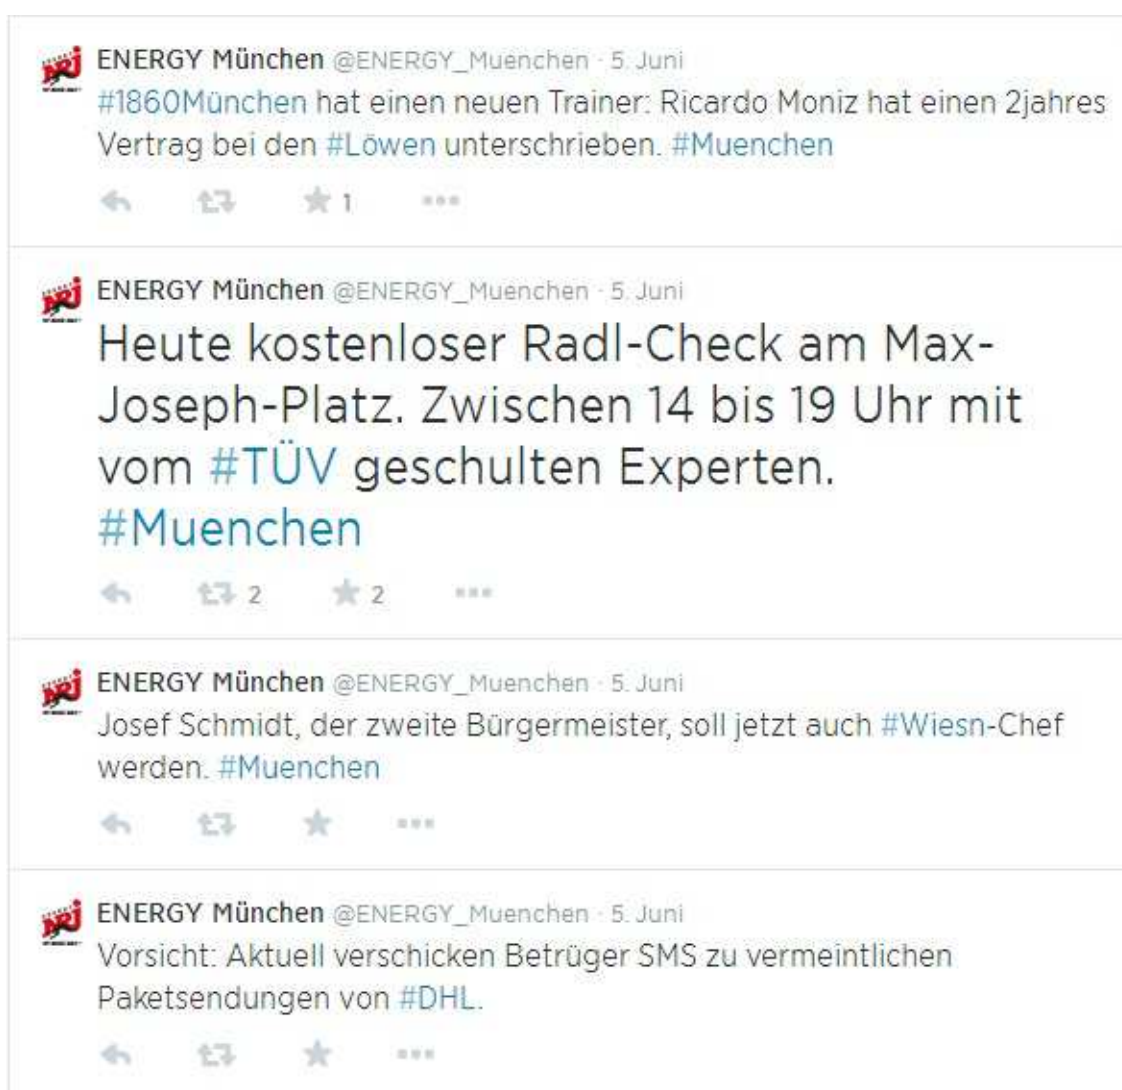 ENERGY München @ENERGY_Muenchen · 5. Juni
#1860München hat einen neuen Trainer: Ricardo Moniz hat einen 2jahres
Vertrag bei den #Löwen unterschrieben. #Muenchen
1
ENERGY München @ENERGY_Muenchen · 5. Juni
Heute kostenloser Radl-Check am Max-
Joseph-Platz. Zwischen 14 bis 19 Uhr mit
vom #TÜV geschulten Experten.
#Muenchen
2 2
ENERGY München @ENERGY_Muenchen · 5. Juni
Josef Schmidt, der zweite Bürgermeister, soll jetzt auch #Wiesn-Chef
werden. #Muenchen
ENERGY München @ENERGY_Muenchen · 5. Juni
Vorsicht: Aktuell verschicken Betrüger SMS zu vermeintlichen
Paketsendungen von #DHL.